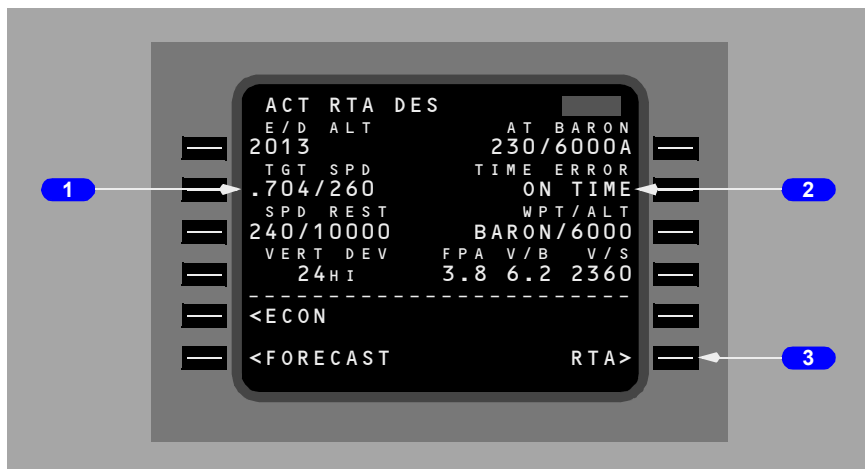 ACT RTA DES
E/D ALT AT BARON
2013 230/6000A
TGT SPD TIME ERROR
1 .704/260 ON TIME 2
SPD REST WPT/ALT
240/10000 BARON/6000
VERT DEV FPA V/B V/S
24HI 3.8 6.2 2360
------------------------
<ECON
<FORECAST RTA> 3